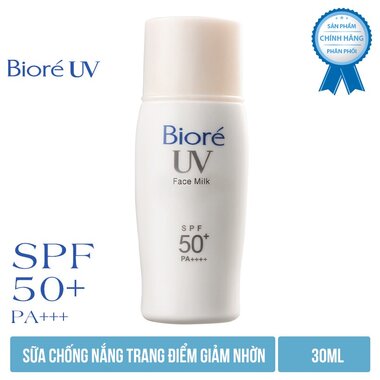 Bioré UV
SẢN PHẨM
CHÍNH HÃNG
PHÂN PHỐI
Bioré
UV
Face Milk
SPF
50+
PA++++
SPF
50+
PA+++
SỮA CHỐNG NẮNG TRANG ĐIỂM GIẢM NHỜN
30ML